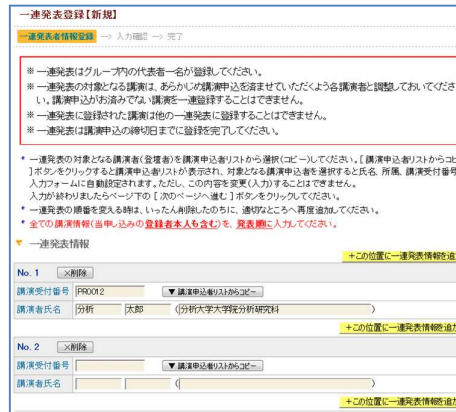 一連発表登録【新規】
一連発表者情報登録 --> 入力確認 --> 完了
※ 一連発表はグループ内の代表者一名が登録してください。
※ 一連発表の対象となる講演は、あらかじめ講演申込を済ませていただくよう各講演者と調整しておいてくださ
い。講演申込がお済みでない講演を一連登録することはできません。
※ 一連発表に登録された講演は他の一連発表に登録することはできません。
※ 一連発表は講演申込の締切日までに登録を完了してください。
* 一連発表の対象となる講演者(登壇者)を講演申込者リストから選択(コピー)してください。[ 講演申込者リストからコピ
]ボタンをクリックすると講演申込者リストが表示され、対象となる講演申込者を選択すると氏名、所属、講演受付番号
入力フォームに自動設定されます。ただし、この内容を変更(入力)することはできません。
入力が終わりましたらページ下の [ 次のページへ進む ] ボタンをクリックしてください。
* 一連発表の順番を変える時は、いったん削除したのちに、適切なところへ再度追加してください。
* 全ての講演情報(当申し込みの登録者本人も含む)を、発表順に入力してください。
▼ 一連発表情報
+この位置に一連発表情報を追
No. 1 ×削除
講演受付番号 PR0012 ▼講演申込者リストからコピー
講演者氏名 分析 太郎 (分析大学大学院分析研究科 )
+この位置に一連発表情報を追
No. 2 ×削除
講演受付番号 ▼講演申込者リストからコピー
講演者氏名 ( )
+この位置に一連発表情報を追